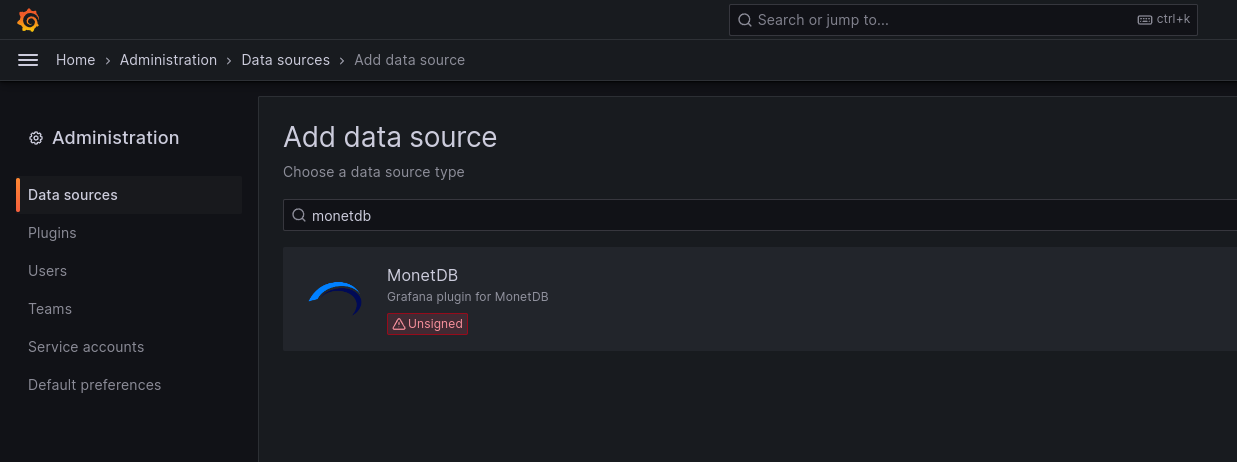 Search or jump to...
ctrl+k
Home › Administration › Data sources › Add data source
Administration
Data sources
Plugins
Users
Teams
Service accounts
Default preferences
Add data source
Choose a data source type
monetdb
MonetDB
Grafana plugin for MonetDB
Unsigned